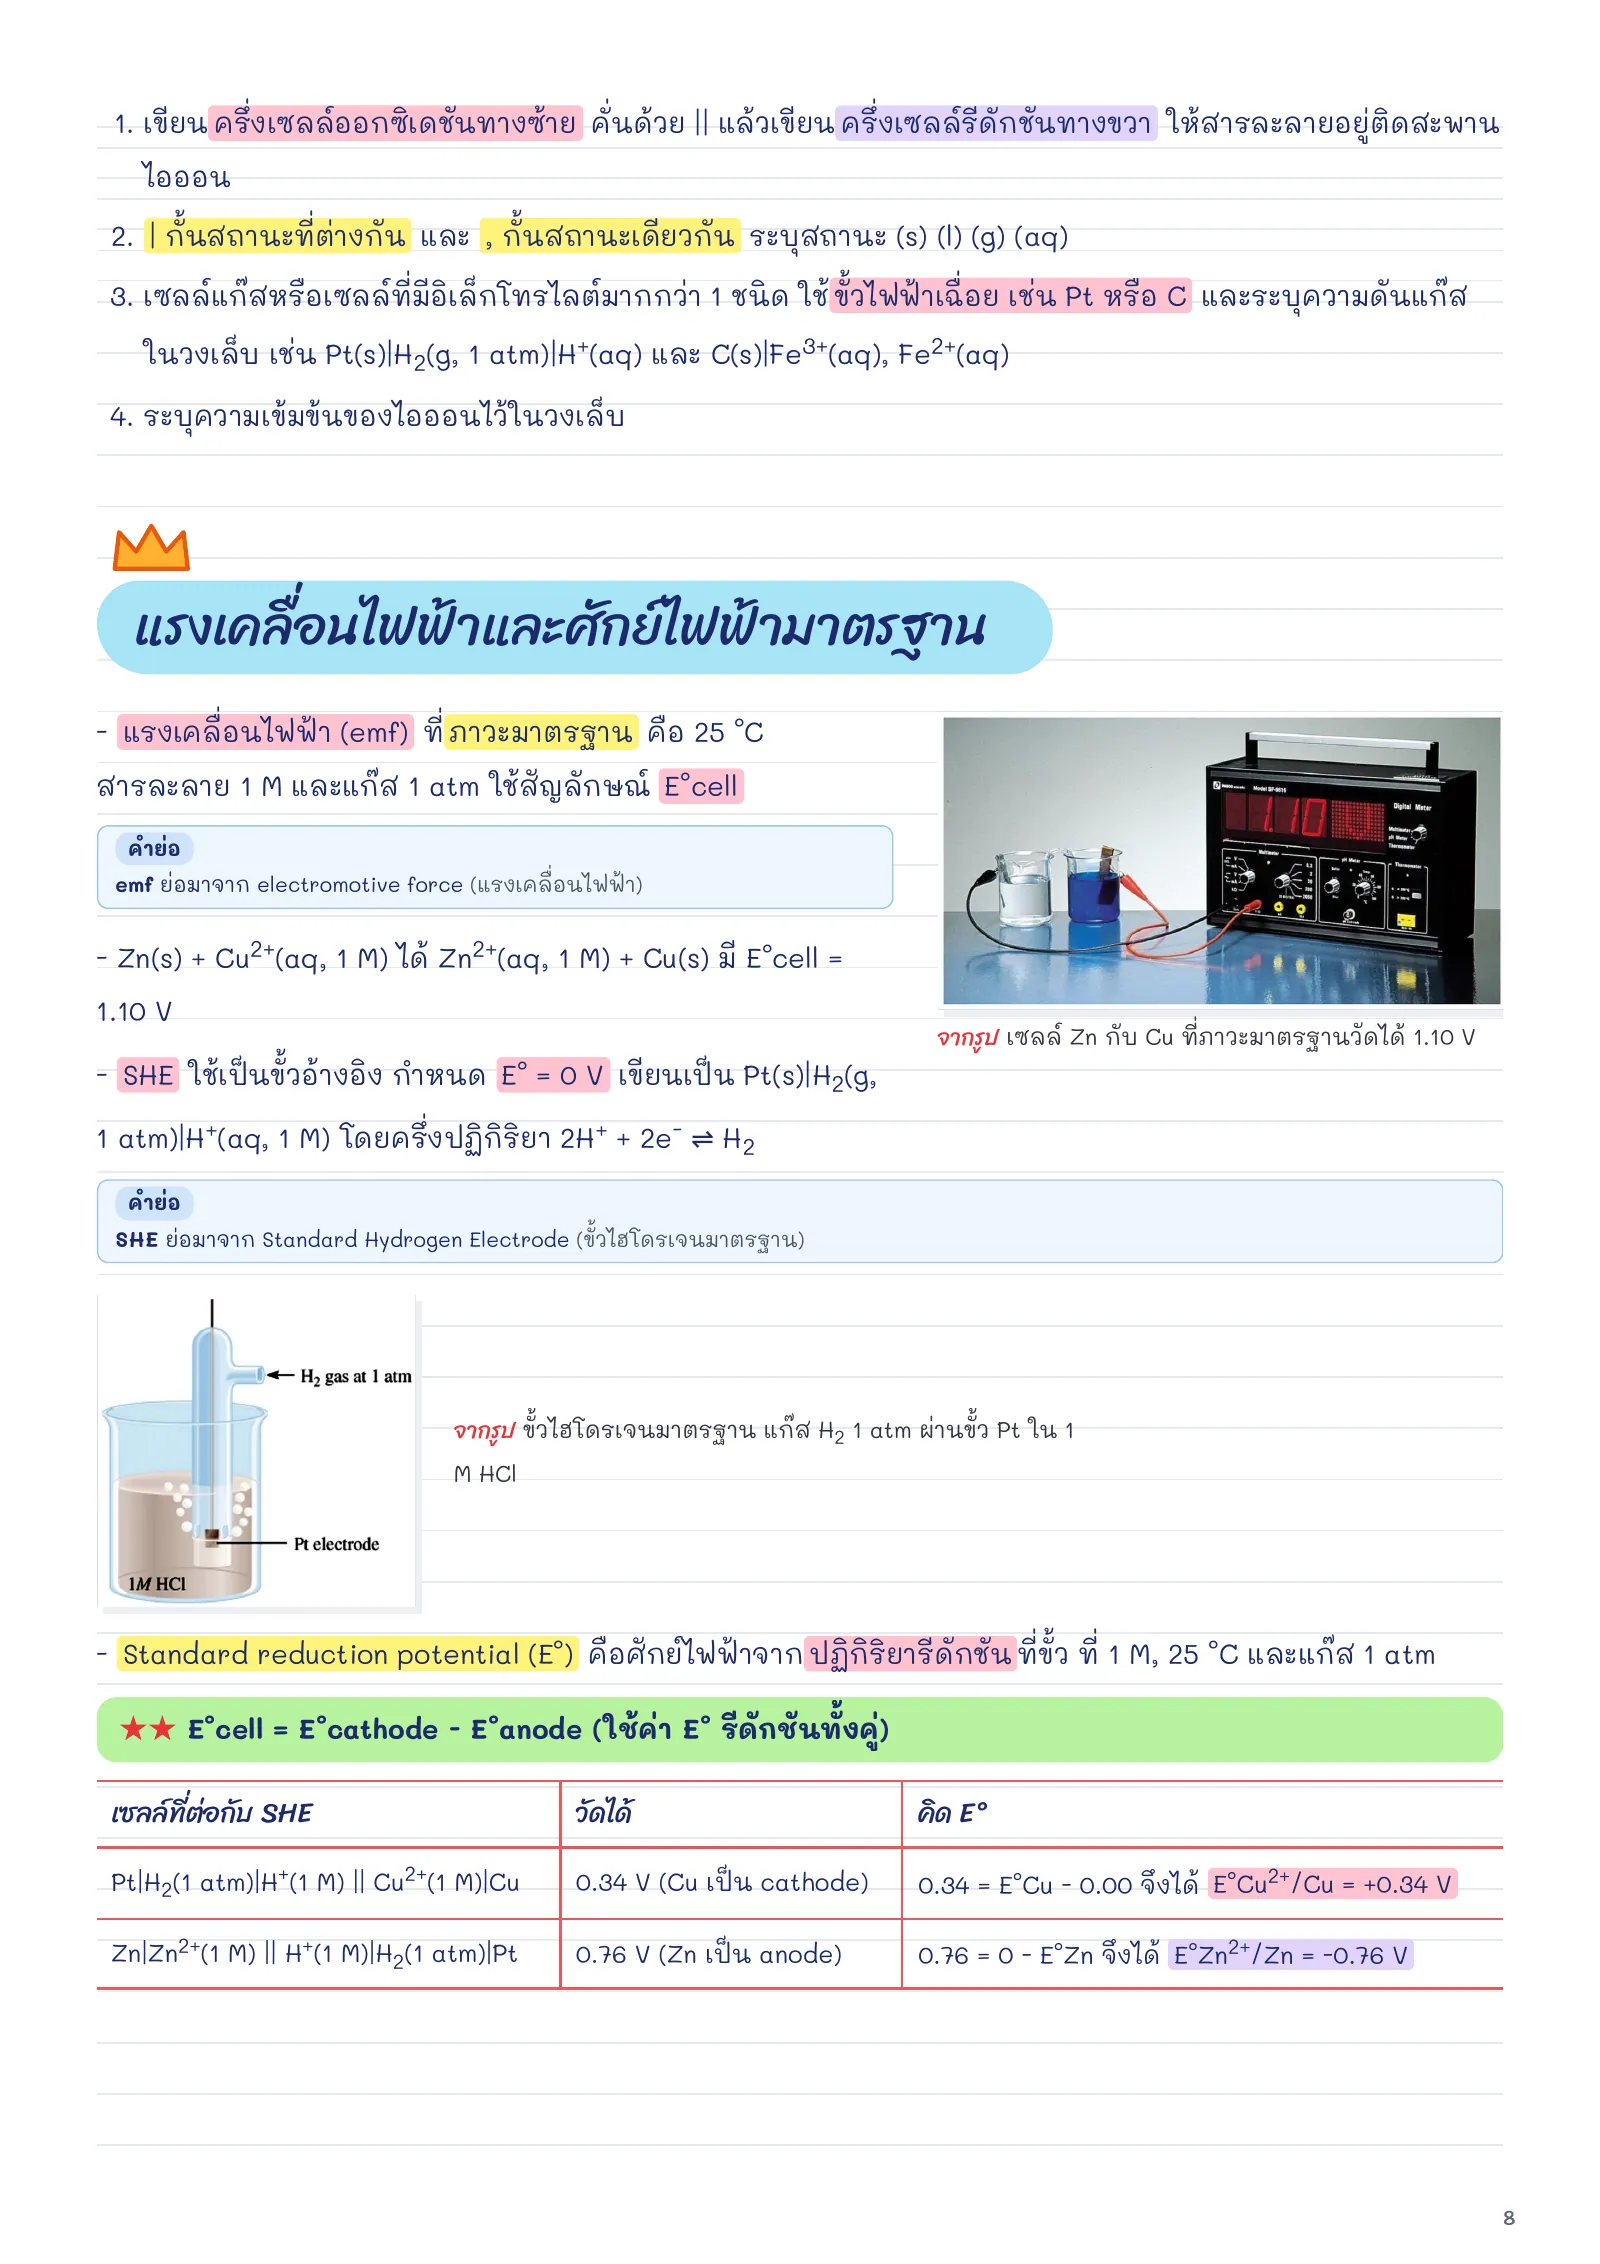 1. เขียนครึ่งเซลล์ออกซิเดชันทางซ้าย คั่นด้วย || แล้วเขียนครึ่งเซลล์รีดักชันทางขวา ให้สารละลายอยู่ติดสะพาน
ไอออน
2. | กั้นสถานะที่ต่างกัน และ , กั้นสถานะเดียวกัน ระบุสถานะ (s) (l) (g) (aq)
3. เซลล์แก๊สหรือเซลล์ที่มีอิเล็กโทรไลต์มากกว่า 1 ชนิด ใช้ขั้วไฟฟ้าเฉื่อย เช่น Pt หรือ C และระบุความดันแก๊ส
ในวงเล็บ เช่น Pt(s)|H₂(g, 1 atm)|H⁺(aq) และ C(s)|Fe³⁺(aq), Fe²⁺(aq)
4. ระบุความเข้มข้นของไอออนไว้ในวงเล็บ
แรงเคลื่อนไฟฟ้าและศักย์ไฟฟ้ามาตรฐาน
- แรงเคลื่อนไฟฟ้า (emf) ที่ภาวะมาตรฐาน คือ 25 °C
สารละลาย 1 M และแก๊ส 1 atm ใช้สัญลักษณ์ E°cell
คำย่อ
emf ย่อมาจาก electromotive force (แรงเคลื่อนไฟฟ้า)
- Zn(s) + Cu²⁺(aq, 1 M) ได้ Zn²⁺(aq, 1 M) + Cu(s) มี E°cell =
1.10 V
Digital Meter
1.10 V
จากรูป เซลล์ Zn กับ Cu ที่ภาวะมาตรฐานวัดได้ 1.10 V
- SHE ใช้เป็นขั้วอ้างอิง กำหนด E° = 0 V เขียนเป็น Pt(s)|H₂(g,
1 atm)|H⁺(aq, 1 M) โดยครึ่งปฏิกิริยา 2H⁺ + 2e⁻ ⇌ H₂
คำย่อ
SHE ย่อมาจาก Standard Hydrogen Electrode (ขั้วไฮโดรเจนมาตรฐาน)
H₂ gas at 1 atm
Pt electrode
1M HCl
จากรูป ขั้วไฮโดรเจนมาตรฐาน แก๊ส H₂ 1 atm ผ่านขั้ว Pt ใน 1
M HCl
- Standard reduction potential (E°) คือศักย์ไฟฟ้าจากปฏิกิริยารีดักชันที่ขั้ว ที่ 1 M, 25 °C และแก๊ส 1 atm
★★ E°cell = E°cathode - E°anode (ใช้ค่า E° รีดักชันทั้งคู่)
เซลล์ที่ต่อกับ SHE วัดได้ คิด E°
Pt|H₂(1 atm)|H⁺(1 M) || Cu²⁺(1 M)|Cu 0.34 V (Cu เป็น cathode) 0.34 = E°Cu - 0.00 จึงได้ E°Cu²⁺/Cu = +0.34 V
Zn|Zn²⁺(1 M) || H⁺(1 M)|H₂(1 atm)|Pt 0.76 V (Zn เป็น anode) 0.76 = 0 - E°Zn จึงได้ E°Zn²⁺/Zn = -0.76 V
8